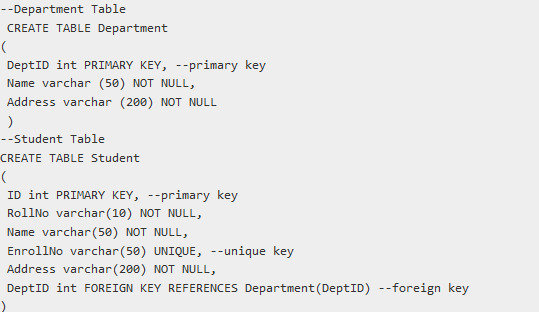 --Department Table
CREATE TABLE Department
(
DeptID int PRIMARY KEY, --primary key
Name varchar (50) NOT NULL,
Address varchar (200) NOT NULL
)
--Student Table
CREATE TABLE Student
(
ID int PRIMARY KEY, --primary key
RollNo varchar(10) NOT NULL,
Name varchar(50) NOT NULL,
EnrollNo varchar(50) UNIQUE, --unique key
Address varchar(200) NOT NULL,
DeptID int FOREIGN KEY REFERENCES Department(DeptID) --foreign key
)